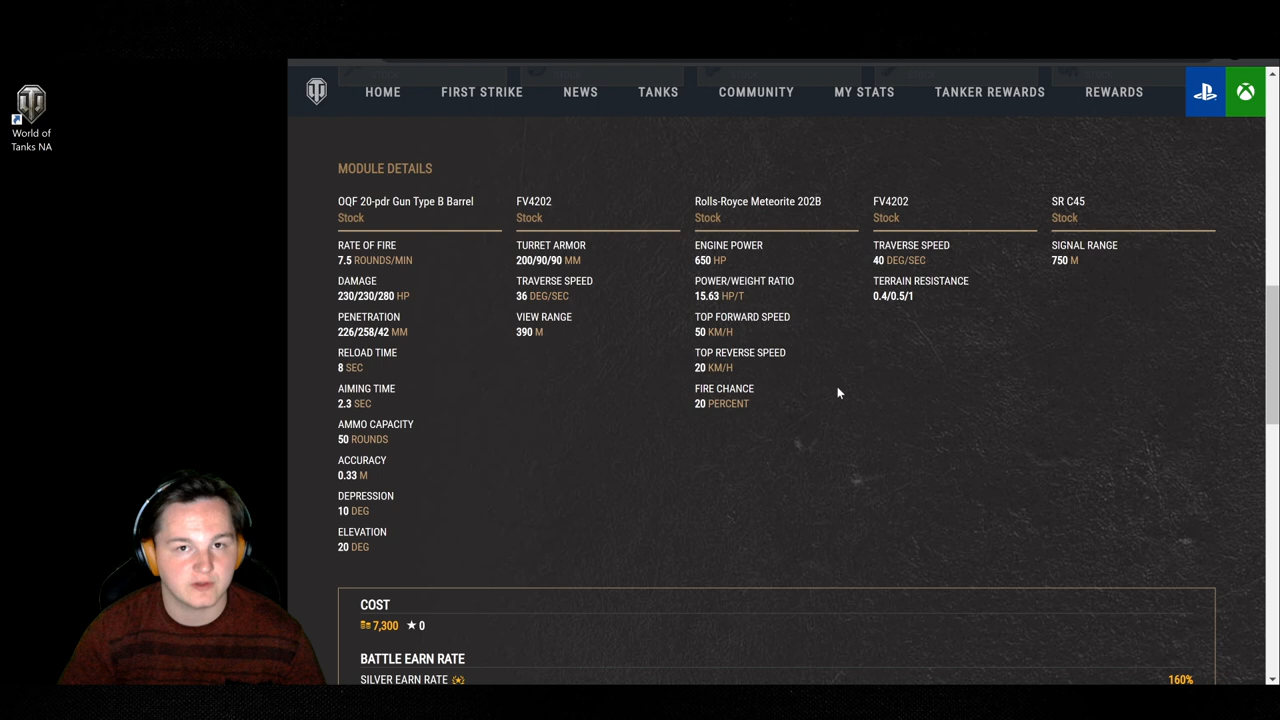 World of
Tanks NA
HOME FIRST STRIKE NEWS TANKS COMMUNITY MY STATS TANKER REWARDS REWARDS
MODULE DETAILS
OQF 20-pdr Gun Type B Barrel
Stock
RATE OF FIRE
7.5 ROUNDS/MIN
DAMAGE
230/230/280 HP
PENETRATION
226/258/42 MM
RELOAD TIME
8 SEC
AIMING TIME
2.3 SEC
AMMO CAPACITY
50 ROUNDS
ACCURACY
0.33 M
DEPRESSION
10 DEG
ELEVATION
20 DEG
FV4202
Stock
TURRET ARMOR
200/90/90 MM
TRAVERSE SPEED
36 DEG/SEC
VIEW RANGE
390 M
Rolls-Royce Meteorite 202B
Stock
ENGINE POWER
650 HP
POWER/WEIGHT RATIO
15.63 HP/T
TOP FORWARD SPEED
50 KM/H
TOP REVERSE SPEED
20 KM/H
FIRE CHANCE
20 PERCENT
FV4202
Stock
TRAVERSE SPEED
40 DEG/SEC
TERRAIN RESISTANCE
0.4/0.5/1
SR C45
Stock
SIGNAL RANGE
750 M
COST
7,300 ★ 0
BATTLE EARN RATE
SILVER EARN RATE 160%